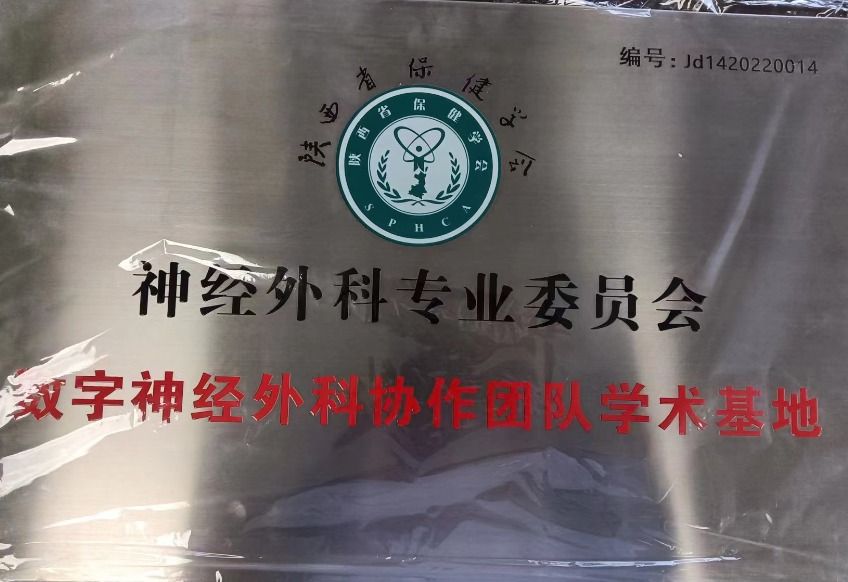 编号：Jd1420220014
陕西省保健学会
陕西省保健学会
SPHCA
神经外科专业委员会
数字神经外科协作团队学术基地